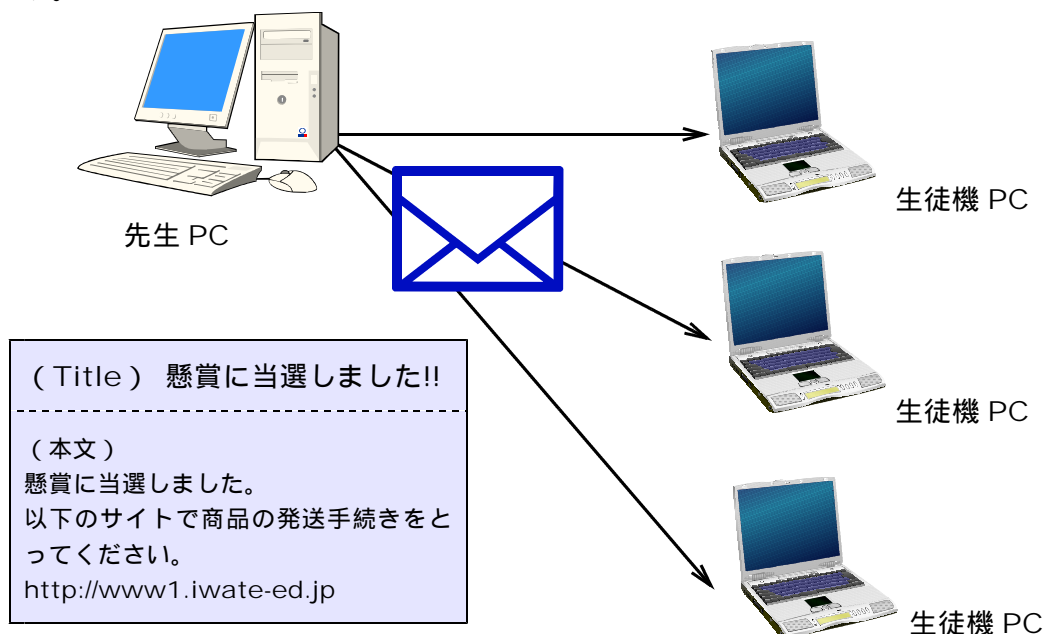 生徒機 PC
先生 PC
生徒機 PC
（Title） 懸賞に当選しました!!
（本文）
懸賞に当選しました。
以下のサイトで商品の発送手続きをと
ってください。
http://www1.iwate-ed.jp
生徒機 PC